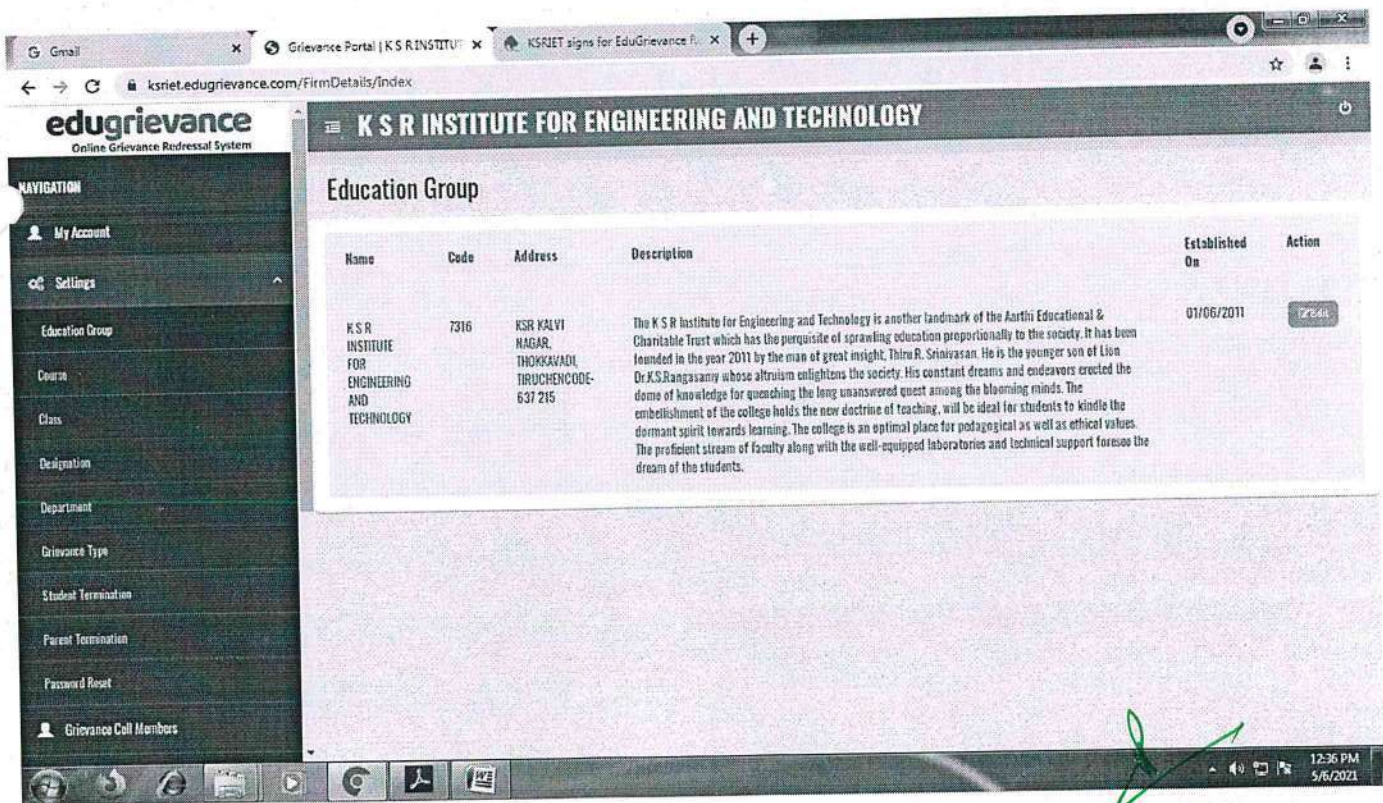 G Gmail
Grievance Portal | K S R INSTITU
KSRIET signs for EduGrievance
ksriet.edugrievance.com/FirmDetails/index
edugrievance
Online Grievance Redressal System
K S R INSTITUTE FOR ENGINEERING AND TECHNOLOGY
NAVIGATION
My Account
Settings
Education Group
Course
Class
Designation
Department
Grievance Type
Student Termination
Parent Termination
Password Reset
Grievance Cell Members
Education Group
Name Code Address Description Established On Action
K S R
INSTITUTE
FOR
ENGINEERING
AND
TECHNOLOGY
7316
KSR KALVI
NAGAR,
THOKKAVADI,
TIRUCHENCODE-
637 215
The K S R Institute for Engineering and Technology is another landmark of the Aarthi Educational &
Charitable Trust which has the perquisite of sprawling education proportionally to the society. It has been
founded in the year 2011 by the man of great insight, Thiru.R. Srinivasan. He is the younger son of Lion
Dr.K.S.Rangasamy whose altruism enlightens the society. His constant dreams and endeavors erected the
dome of knowledge for quenching the long unanswered quest among the blooming minds. The
embellishment of the college holds the new doctrine of teaching, will be ideal for students to kindle the
dormant spirit towards learning. The college is an optimal place for pedagogical as well as ethical values.
The proficient stream of faculty along with the well-equipped laboratories and technical support foresee the
dream of the students.
01/06/2011
Edit
12:36 PM
5/6/2021